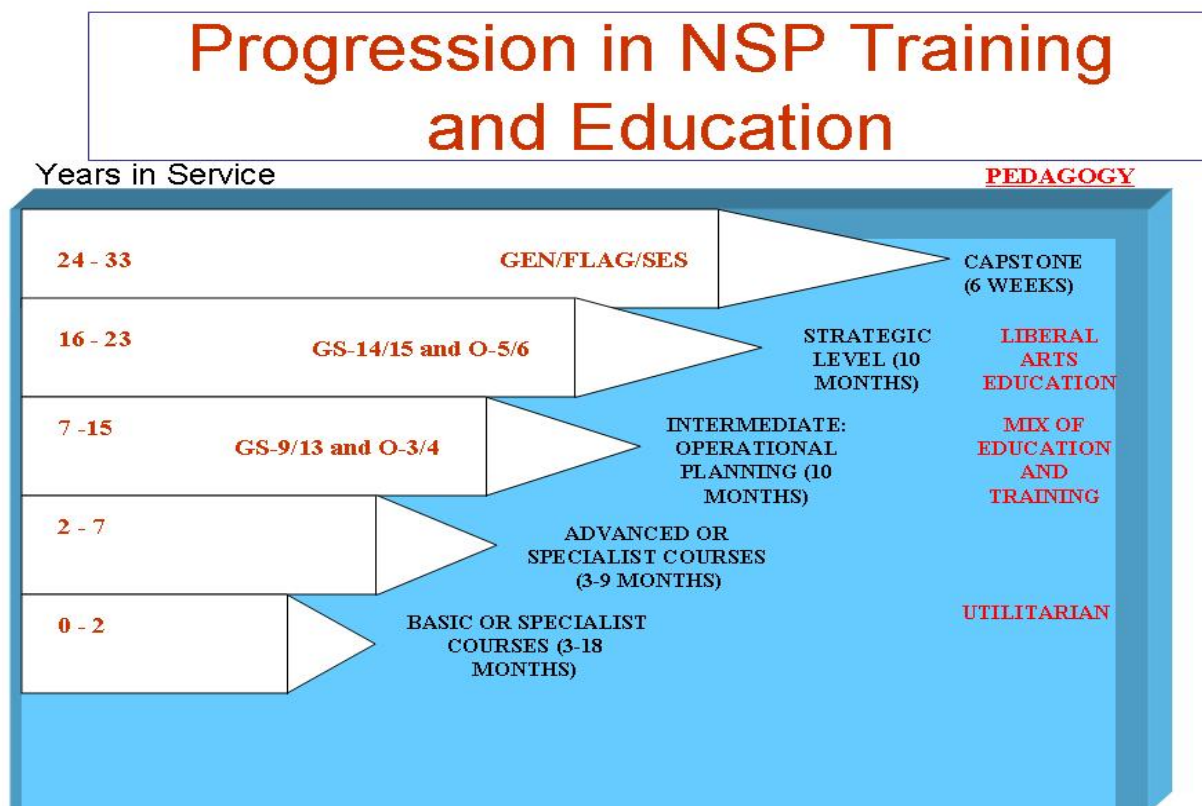 Progression in NSP Training
and Education
Years in Service
PEDAGOGY
24 - 33
GEN/FLAG/SES
CAPSTONE
(6 WEEKS)
16 - 23
GS-14/15 and O-5/6
STRATEGIC
LEVEL (10
MONTHS)
LIBERAL
ARTS
EDUCATION
7 -15
GS-9/13 and O-3/4
INTERMEDIATE:
OPERATIONAL
PLANNING (10
MONTHS)
MIX OF
EDUCATION
AND
TRAINING
2 - 7
ADVANCED OR
SPECIALIST COURSES
(3-9 MONTHS)
0 - 2
BASIC OR SPECIALIST
COURSES (3-18
MONTHS)
UTILITARIAN